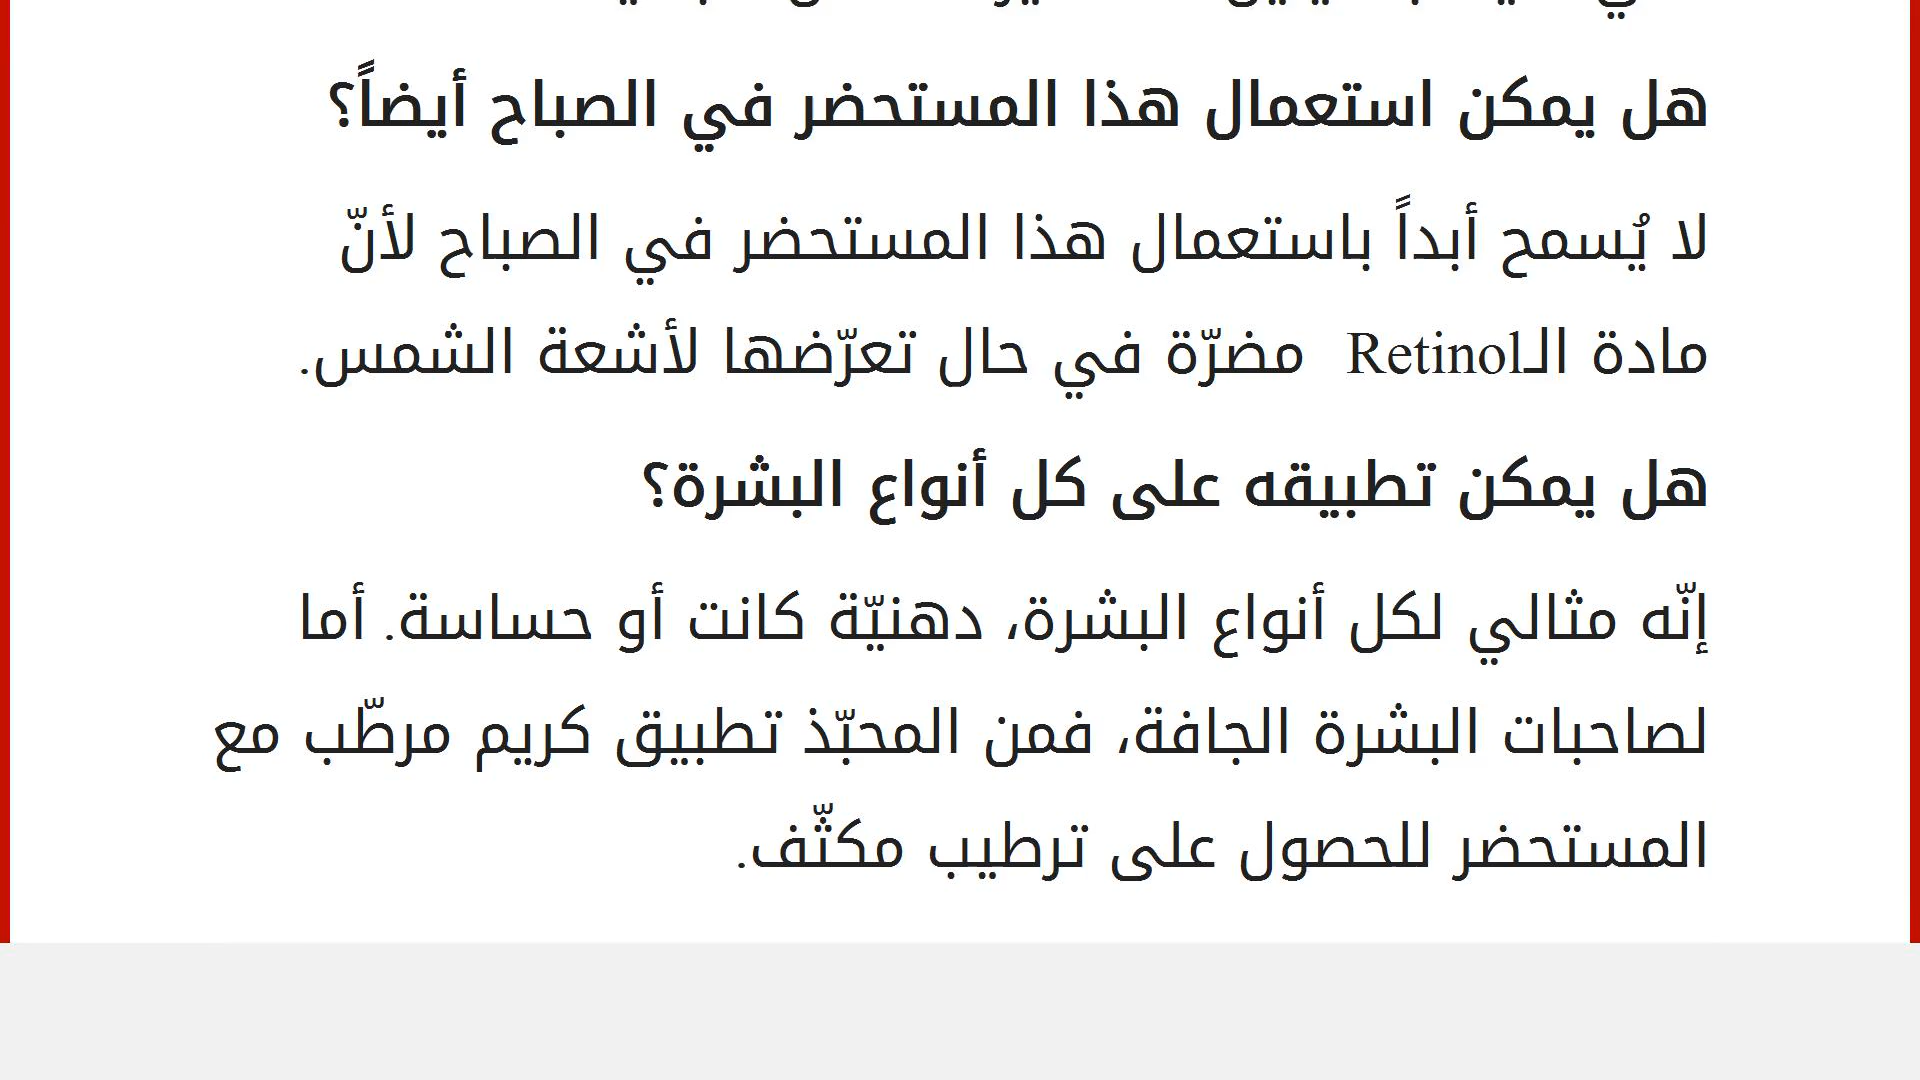 هل يمكن استعمال هذا المستحضر في الصباح أيضاً؟
لا يُسمح أبداً باستعمال هذا المستحضر في الصباح لأنّ
مادة الـRetinol  مضرّة في حال تعرّضها لأشعة الشمس.
هل يمكن تطبيقه على كل أنواع البشرة؟
إنّه مثالي لكل أنواع البشرة، دهنيّة كانت أو حساسة. أما
لصاحبات البشرة الجافة، فمن المحبّذ تطبيق كريم مرطّب مع
المستحضر للحصول على ترطيب مكثّف.